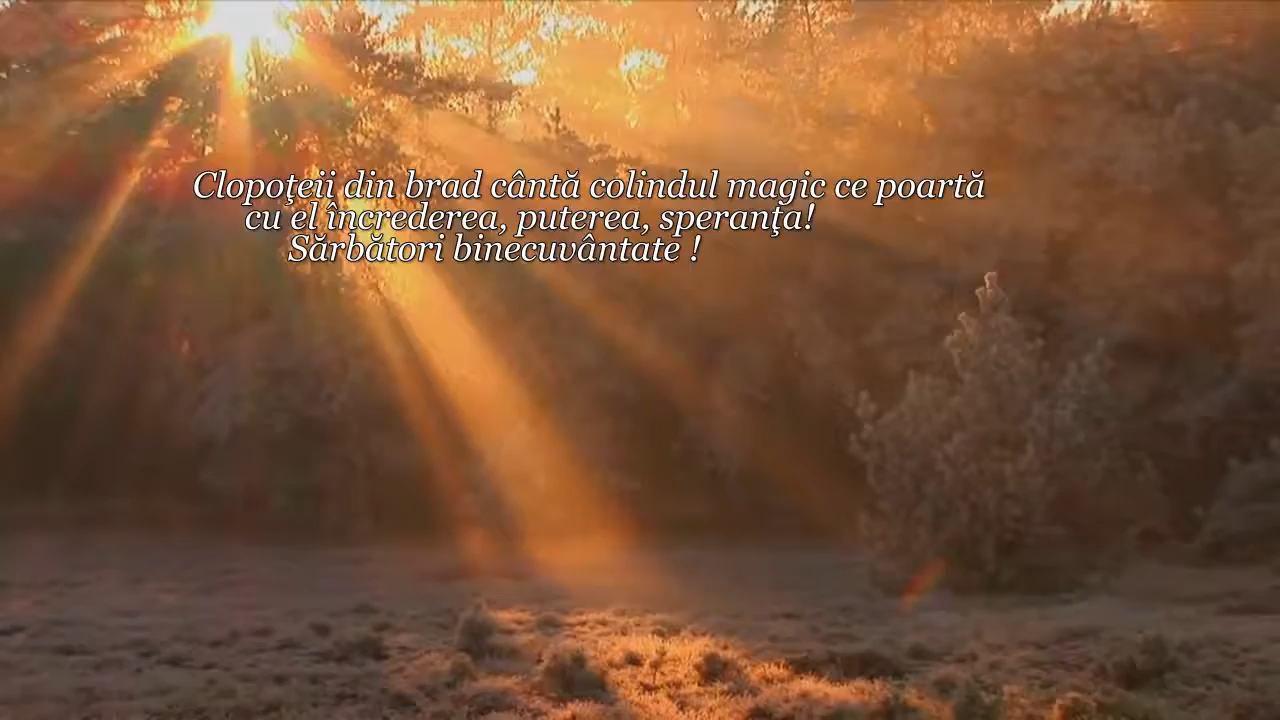 Clopoţeii din brad cântă colindul magic ce poartă
cu el încrederea, puterea, speranţa!
Sărbători binecuvântate !